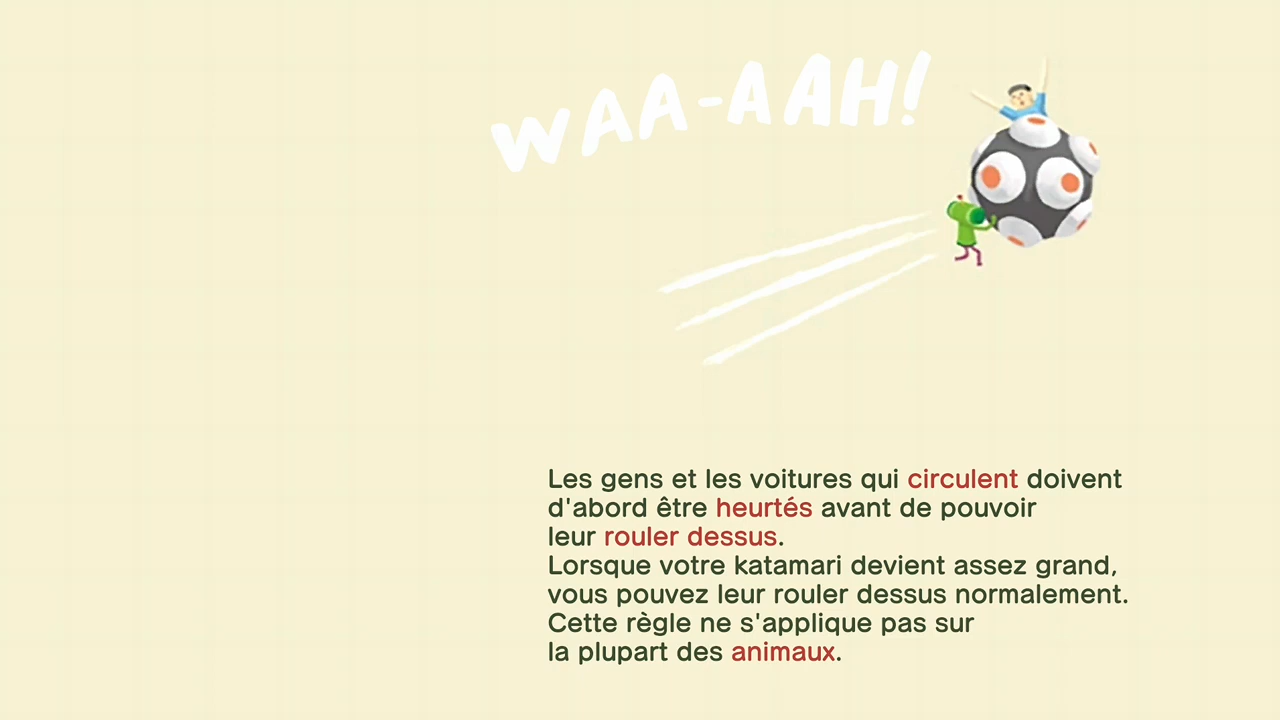 WAA-AAH!
Les gens et les voitures qui circulent doivent
d'abord être heurtés avant de pouvoir
leur rouler dessus.
Lorsque votre katamari devient assez grand,
vous pouvez leur rouler dessus normalement.
Cette règle ne s'applique pas sur
la plupart des animaux.